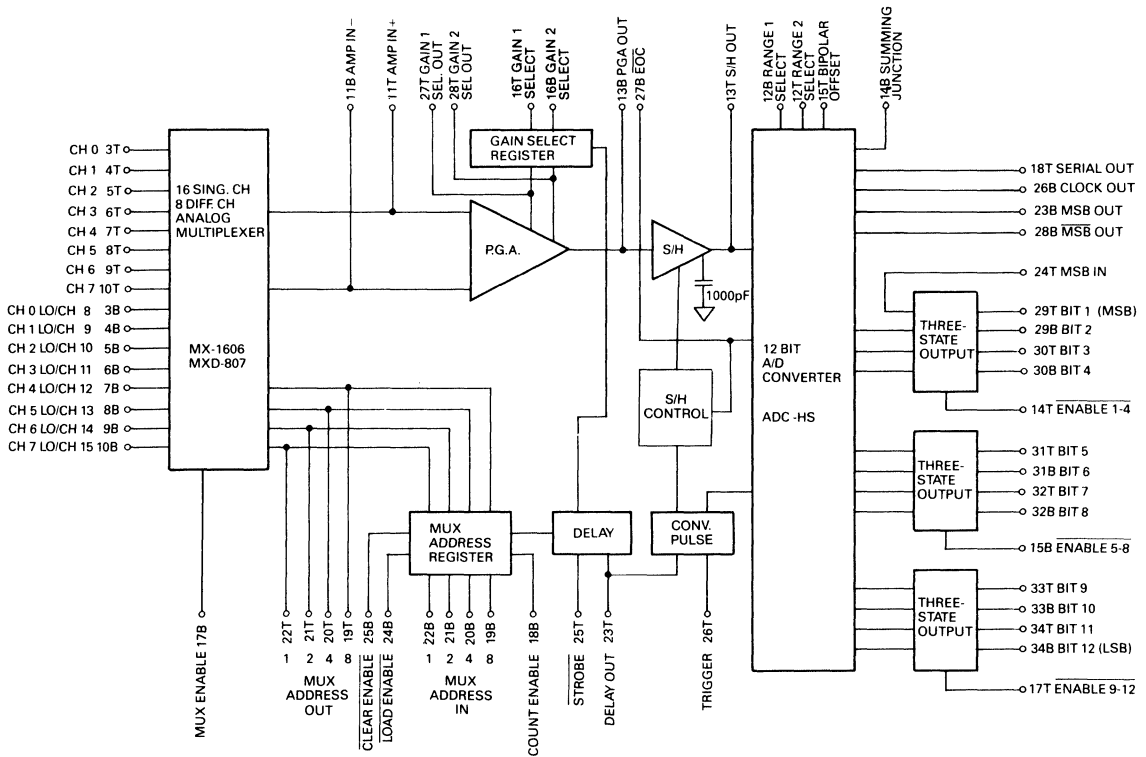 11B AMP IN-
11T AMP IN+
27T GAIN 1
SEL. OUT
28T GAIN 2
SEL OUT
16T GAIN 1
SELECT
16B GAIN 2
SELECT
13B PGA OUT
27B EOC
13T S/H OUT
12B RANGE 1
SELECT
12T RANGE 2
SELECT
15T BIPOLAR
OFFSET
14B SUMMING
JUNCTION
GAIN SELECT
REGISTER
CH 0 3T
CH 1 4T
CH 2 5T
CH 3 6T
CH 4 7T
CH 5 8T
CH 6 9T
CH 7 10T
CH 0 LO/CH 8 3B
CH 1 LO/CH 9 4B
CH 2 LO/CH 10 5B
CH 3 LO/CH 11 6B
CH 4 LO/CH 12 7B
CH 5 LO/CH 13 8B
CH 6 LO/CH 14 9B
CH 7 LO/CH 15 10B
16 SING. CH
8 DIFF. CH
ANALOG
MULTIPLEXER
MX-1606
MXD-807
P.G.A.
S/H
1000pF
S/H
CONTROL
12 BIT
A/D
CONVERTER
ADC -HS
18T SERIAL OUT
26B CLOCK OUT
23B MSB OUT
28B MSB OUT
24T MSB IN
THREE-
STATE
OUTPUT
29T BIT 1 (MSB)
29B BIT 2
30T BIT 3
30B BIT 4
14T ENABLE 1-4
THREE-
STATE
OUTPUT
31T BIT 5
31B BIT 6
32T BIT 7
32B BIT 8
15B ENABLE 5-8
THREE-
STATE
OUTPUT
33T BIT 9
33B BIT 10
34T BIT 11
34B BIT 12 (LSB)
17T ENABLE 9-12
MUX
ADDRESS
REGISTER
DELAY
CONV.
PULSE
MUX ENABLE 17B
22T
21T
20T
19T
1 2 4 8
MUX
ADDRESS
OUT
CLEAR ENABLE 25B
LOAD ENABLE 24B
22B
21B
20B
19B
1 2 4 8
MUX
ADDRESS
IN
COUNT ENABLE 18B
STROBE 25T
DELAY OUT 23T
TRIGGER 26T